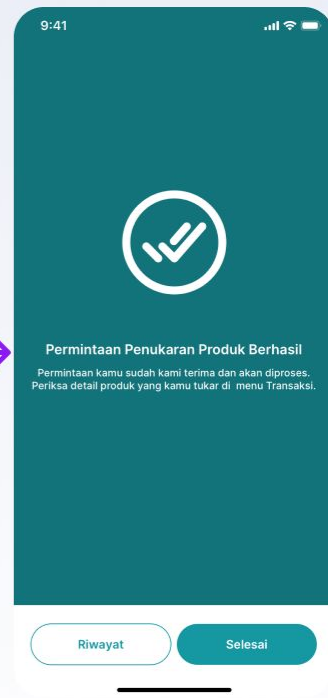 9:41
Permintaan Penukaran Produk Berhasil
Permintaan kamu sudah kami terima dan akan diproses.
Periksa detail produk yang kamu tukar di  menu Transaksi.
Riwayat
Selesai